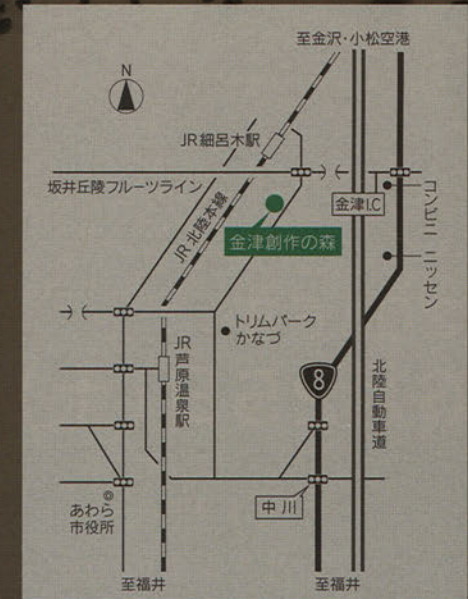 至金沢・小松空港
N
JR細呂木駅
坂井丘陵フルーツライン
金津I.C
コンビニ
ニッセン
JR北陸本線
金津創作の森
トリムパーク
かなづ
JR芦原温泉駅
8
北陸自動車道
あわら
市役所
中川
至福井
至福井